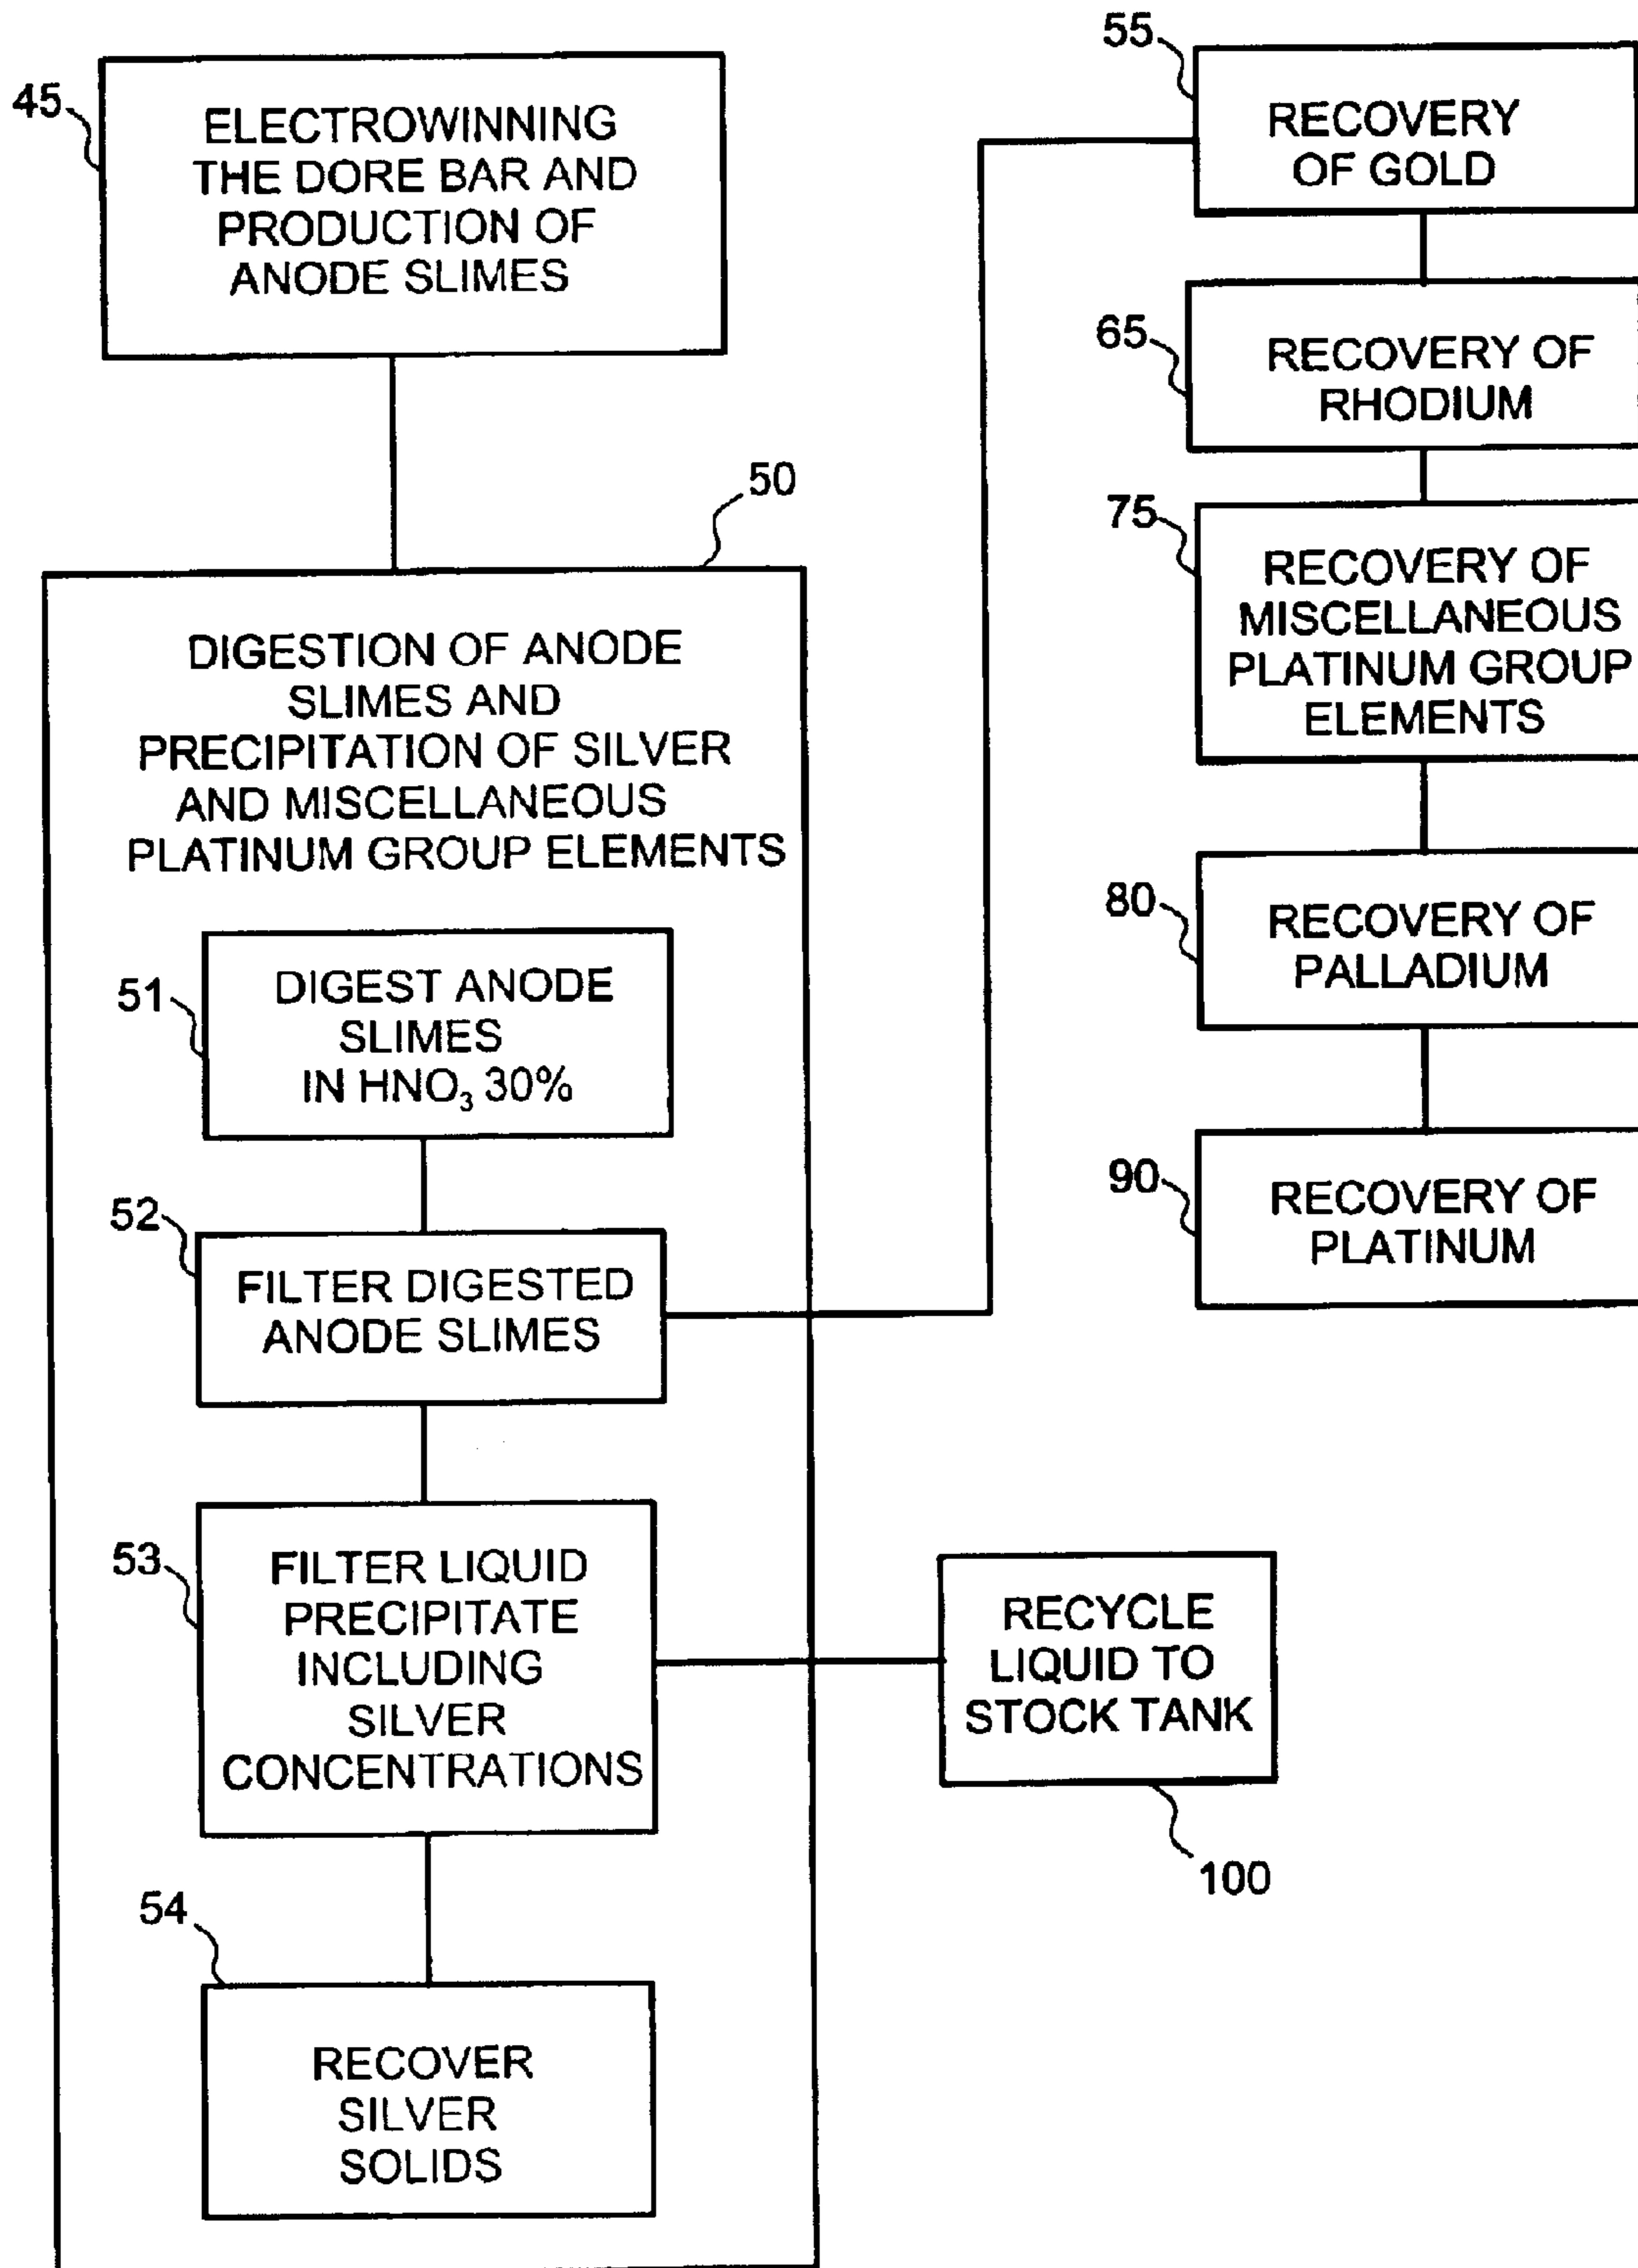 45
ELECTROWINNING
THE DORE BAR AND
PRODUCTION OF
ANODE SLIMES
50
DIGESTION OF ANODE
SLIMES AND
PRECIPITATION OF SILVER
AND MISCELLANEOUS
PLATINUM GROUP ELEMENTS
51
DIGEST ANODE
SLIMES
IN HNO₃ 30%
52
FILTER DIGESTED
ANODE SLIMES
53
FILTER LIQUID
PRECIPITATE
INCLUDING
SILVER
CONCENTRATIONS
54
RECOVER
SILVER
SOLIDS
55
RECOVERY
OF GOLD
65
RECOVERY OF
RHODIUM
75
RECOVERY OF
MISCELLANEOUS
PLATINUM GROUP
ELEMENTS
80
RECOVERY OF
PALLADIUM
90
RECOVERY OF
PLATINUM
RECYCLE
LIQUID TO
STOCK TANK
100